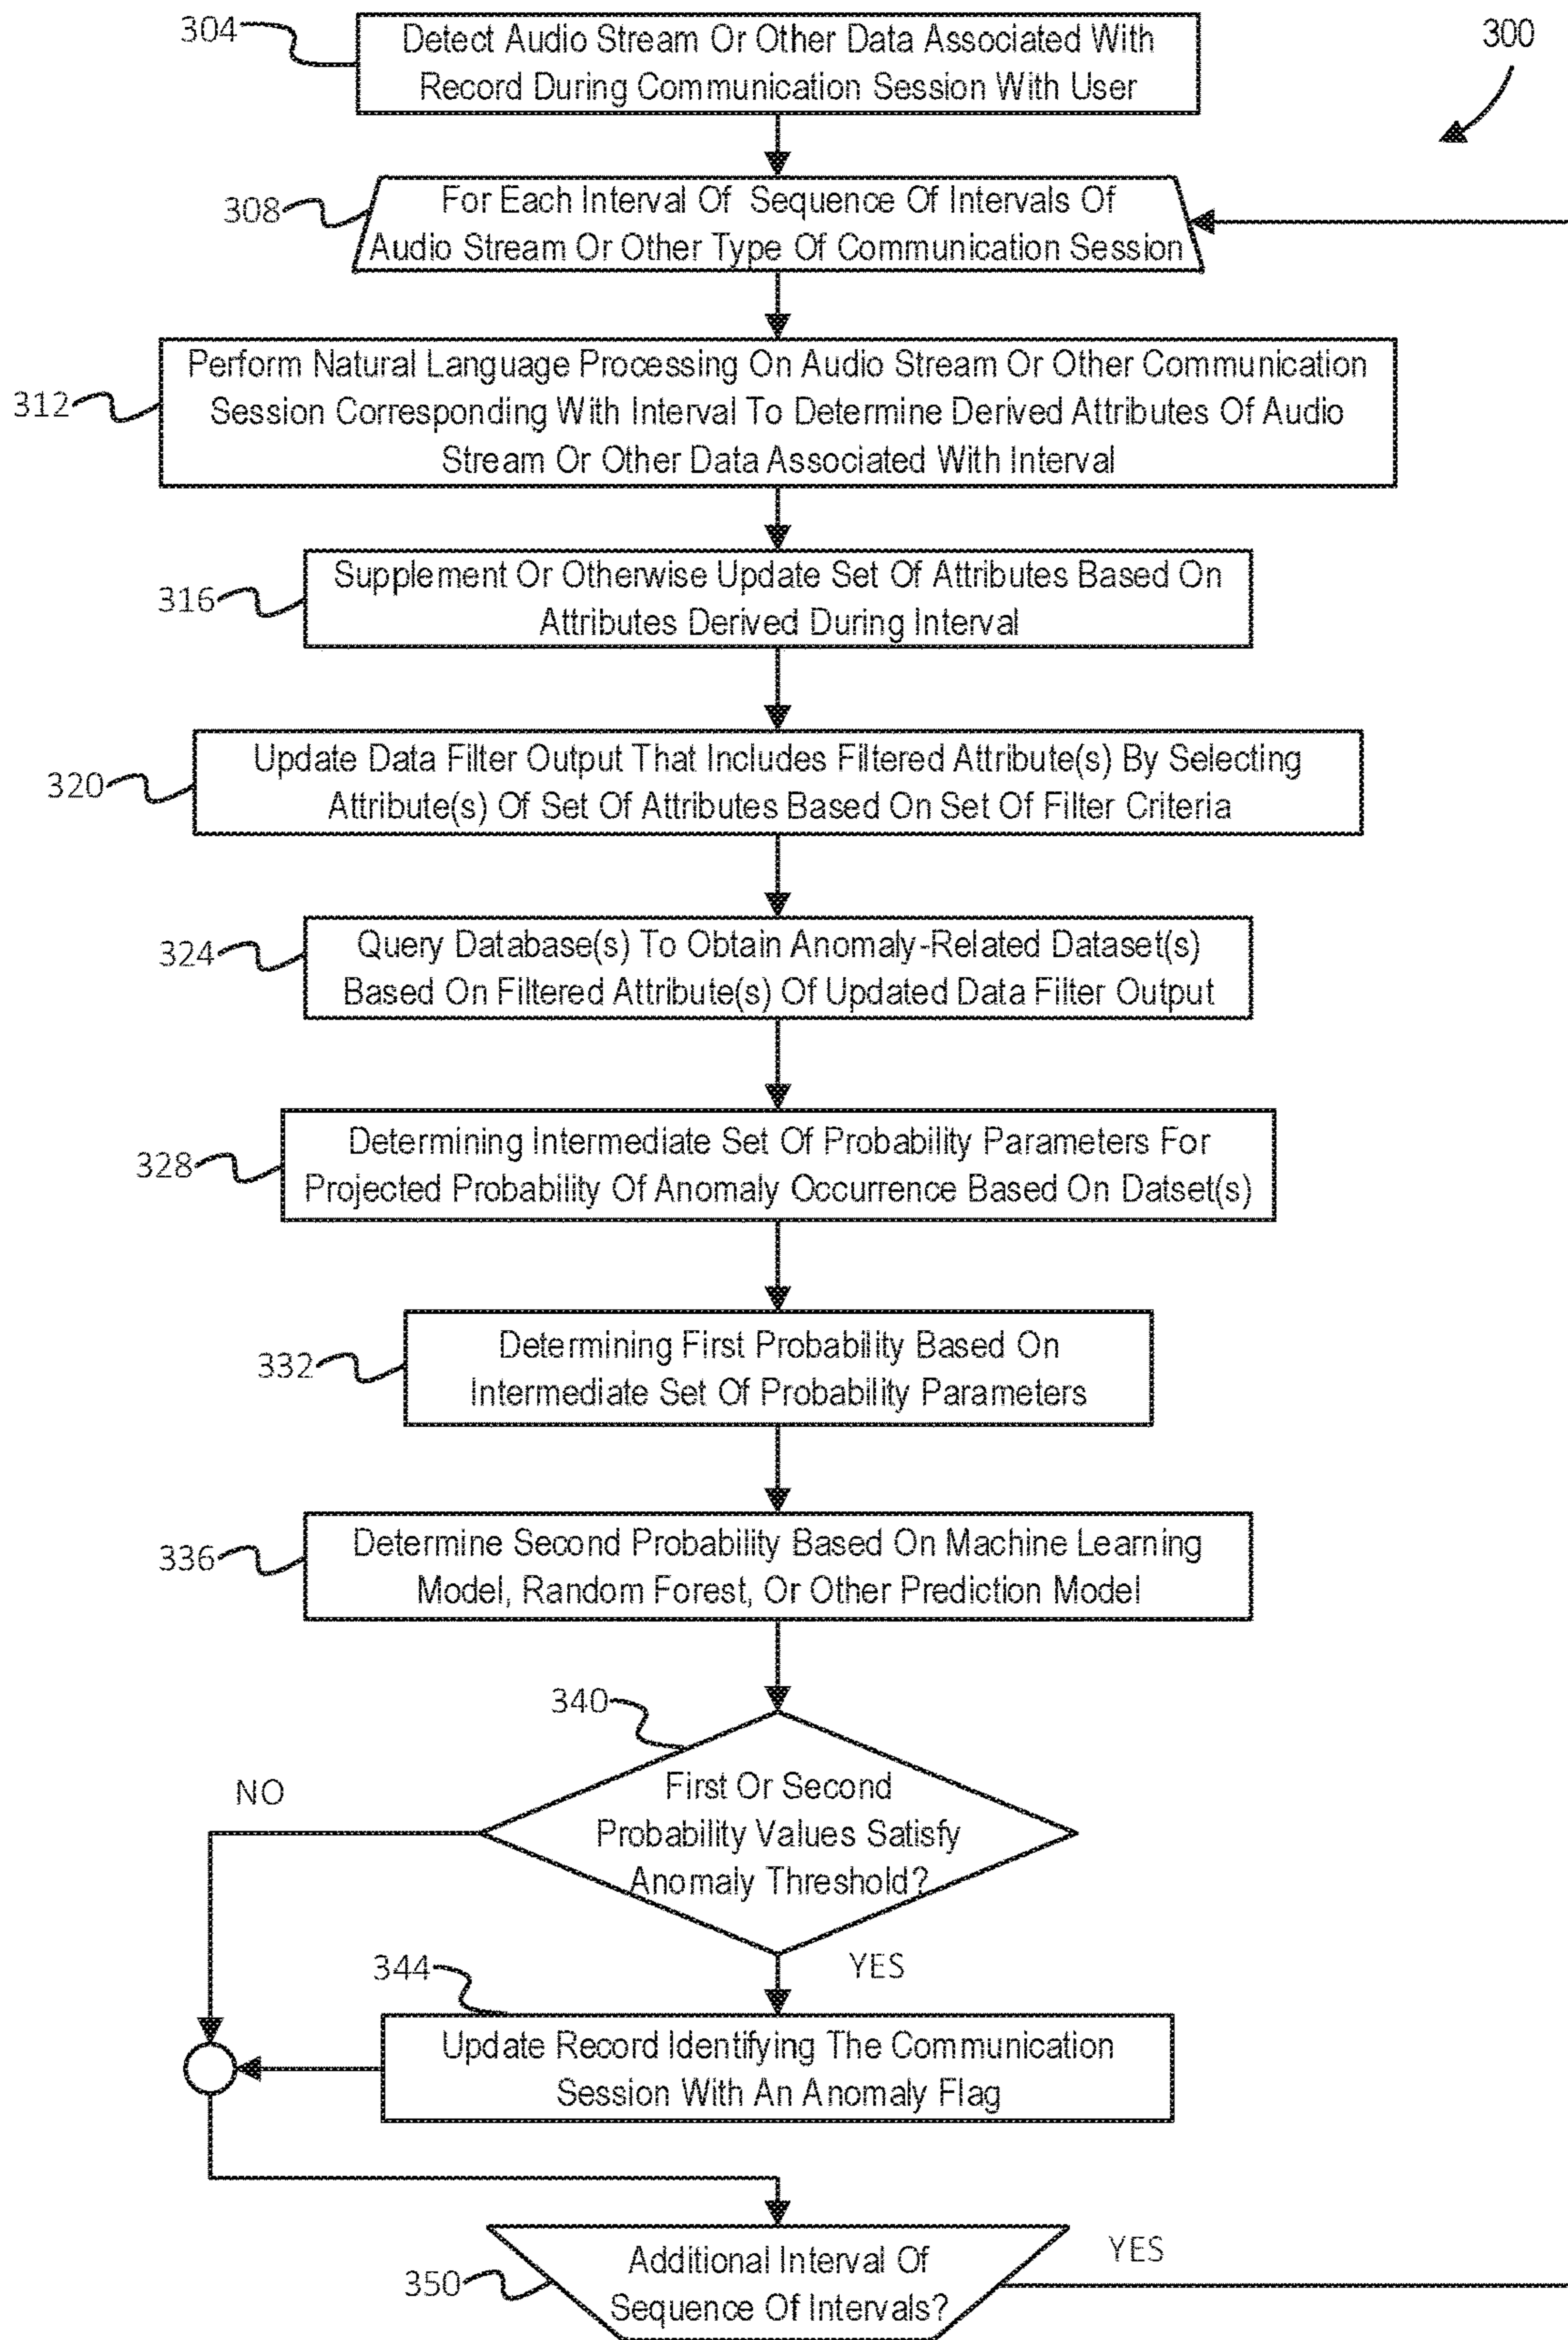 304
Detect Audio Stream Or Other Data Associated With
Record During Communication Session With User
300
308
For Each Interval Of Sequence Of Intervals Of
Audio Stream Or Other Type Of Communication Session
312
Perform Natural Language Processing On Audio Stream Or Other Communication
Session Corresponding With Interval To Determine Derived Attributes Of Audio
Stream Or Other Data Associated With Interval
316
Supplement Or Otherwise Update Set Of Attributes Based On
Attributes Derived During Interval
320
Update Data Filter Output That Includes Filtered Attribute(s) By Selecting
Attribute(s) Of Set Of Attributes Based On Set Of Filter Criteria
324
Query Database(s) To Obtain Anomaly-Related Dataset(s)
Based On Filtered Attribute(s) Of Updated Data Filter Output
328
Determining Intermediate Set Of Probability Parameters For
Projected Probability Of Anomaly Occurrence Based On Datset(s)
332
Determining First Probability Based On
Intermediate Set Of Probability Parameters
336
Determine Second Probability Based On Machine Learning
Model, Random Forest, Or Other Prediction Model
340
First Or Second
Probability Values Satisfy
Anomaly Threshold?
NO
YES
344
Update Record Identifying The Communication
Session With An Anomaly Flag
350
Additional Interval Of
Sequence Of Intervals?
YES